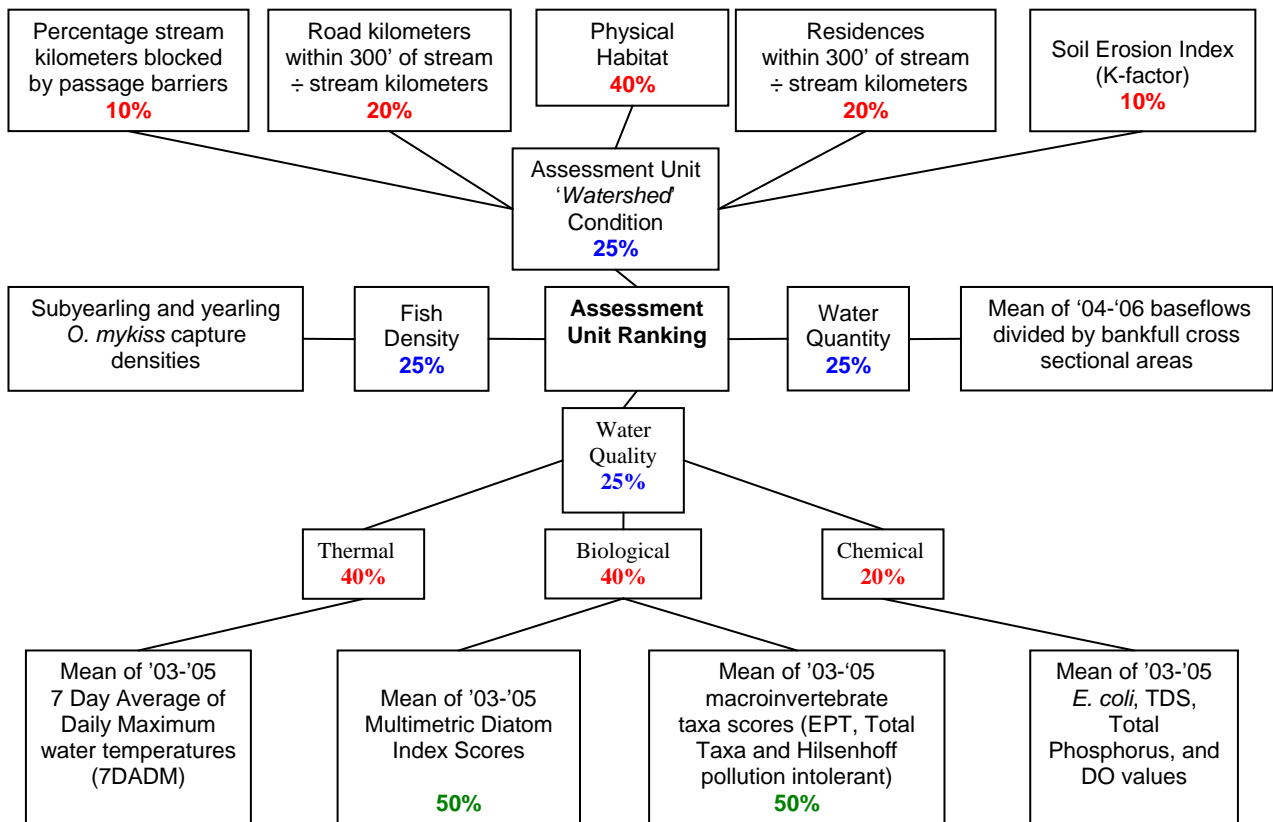 Percentage stream
kilometers blocked
by passage barriers
10%
Road kilometers
within 300' of stream
÷ stream kilometers
20%
Physical
Habitat
40%
Residences
within 300' of stream
÷ stream kilometers
20%
Soil Erosion Index
(K-factor)
10%
Assessment Unit
‘Watershed’
Condition
25%
Subyearling and yearling
O. mykiss capture
densities
Fish
Density
25%
Assessment
Unit Ranking
Water
Quantity
25%
Mean of ‘04-‘06 baseflows
divided by bankfull cross
sectional areas
Water
Quality
25%
Thermal
40%
Biological
40%
Chemical
20%
Mean of ’03-’05
7 Day Average of
Daily Maximum
water temperatures
(7DADM)
Mean of ’03-’05
Multimetric Diatom
Index Scores
50%
Mean of ’03-‘05
macroinvertebrate
taxa scores (EPT, Total
Taxa and Hilsenhoff
pollution intolerant)
50%
Mean of ’03-’05
E. coli, TDS,
Total
Phosphorus, and
DO values